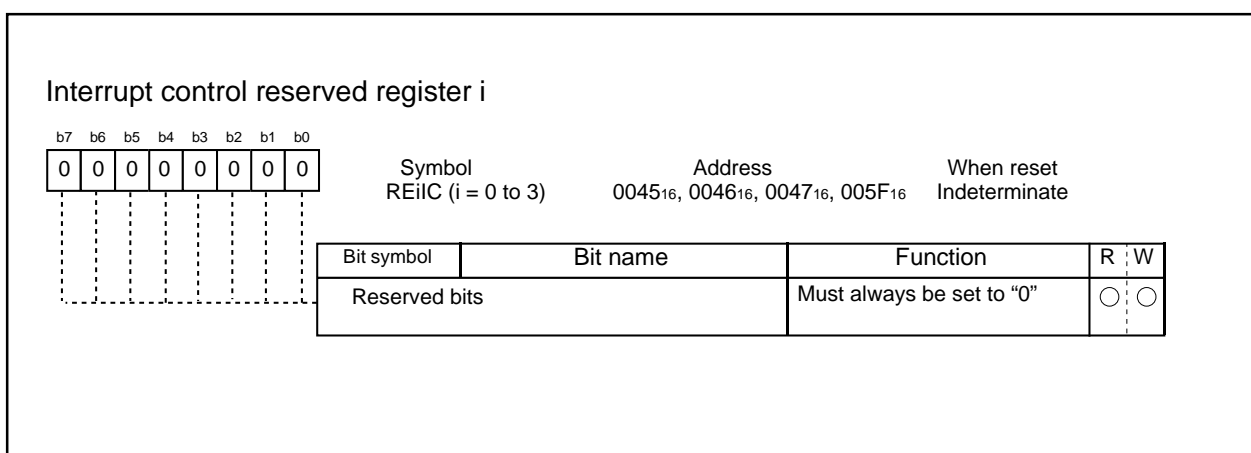 Interrupt control reserved register i
b7 b6 b5 b4 b3 b2 b1 b0
0 0 0 0 0 0 0 0
Symbol Address When reset
REiIC (i = 0 to 3) 0045₁₆, 0046₁₆, 0047₁₆, 005F₁₆ Indeterminate
Bit symbol Bit name Function R W
Reserved bits Must always be set to “0” ○ ○